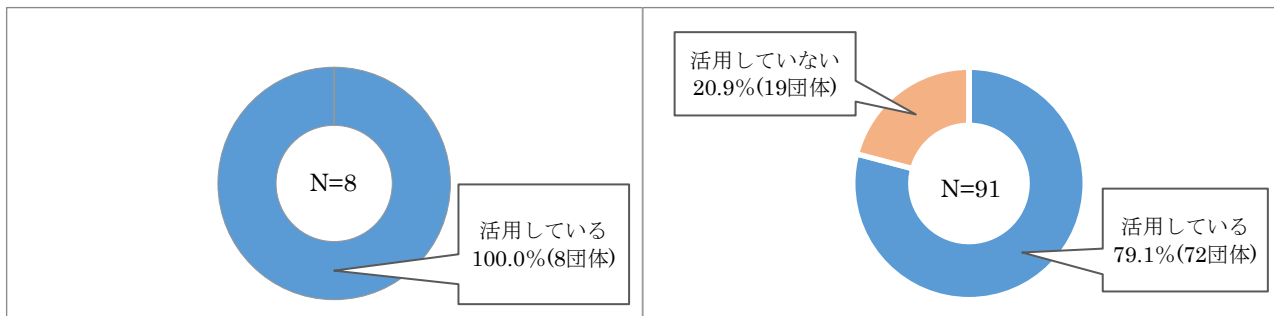 N=8
活用している
100.0%(8団体)
活用していない
20.9%(19団体)
N=91
活用している
79.1%(72団体)